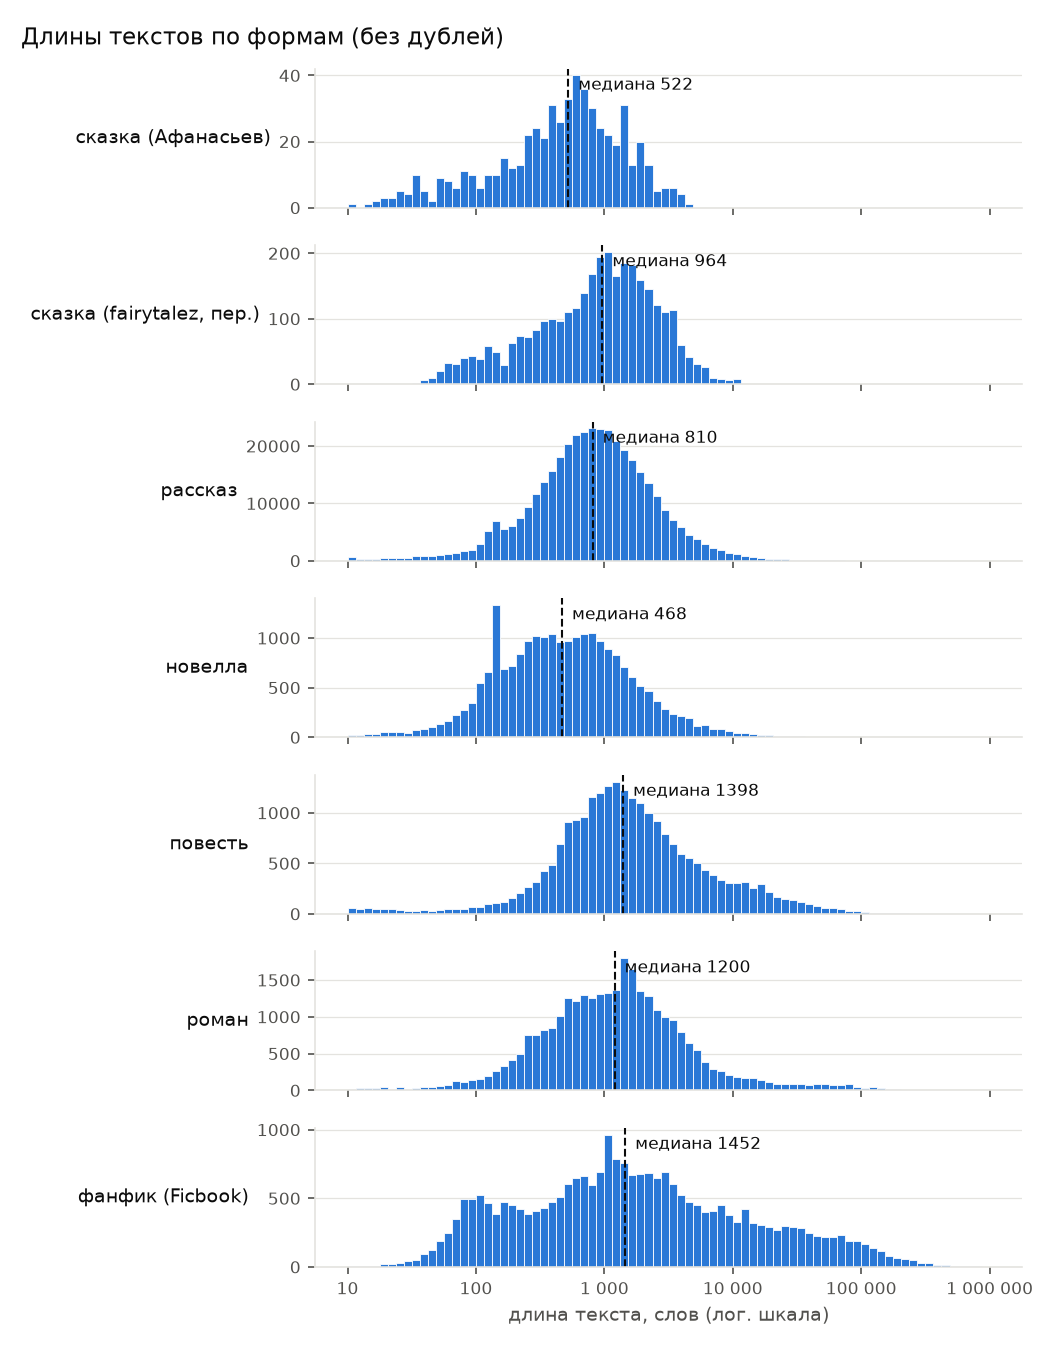 Длины текстов по формам (без дублей)
40
20
0
сказка (Афанасьев)
медиана 522
200
100
0
сказка (fairytalez, пер.)
медиана 964
20000
10000
0
рассказ
медиана 810
1000
500
0
новелла
медиана 468
1000
500
0
повесть
медиана 1398
1500
1000
500
0
роман
медиана 1200
1000
500
0
фанфик (Ficbook)
медиана 1452
10 100 1 000 10 000 100 000 1 000 000
длина текста, слов (лог. шкала)